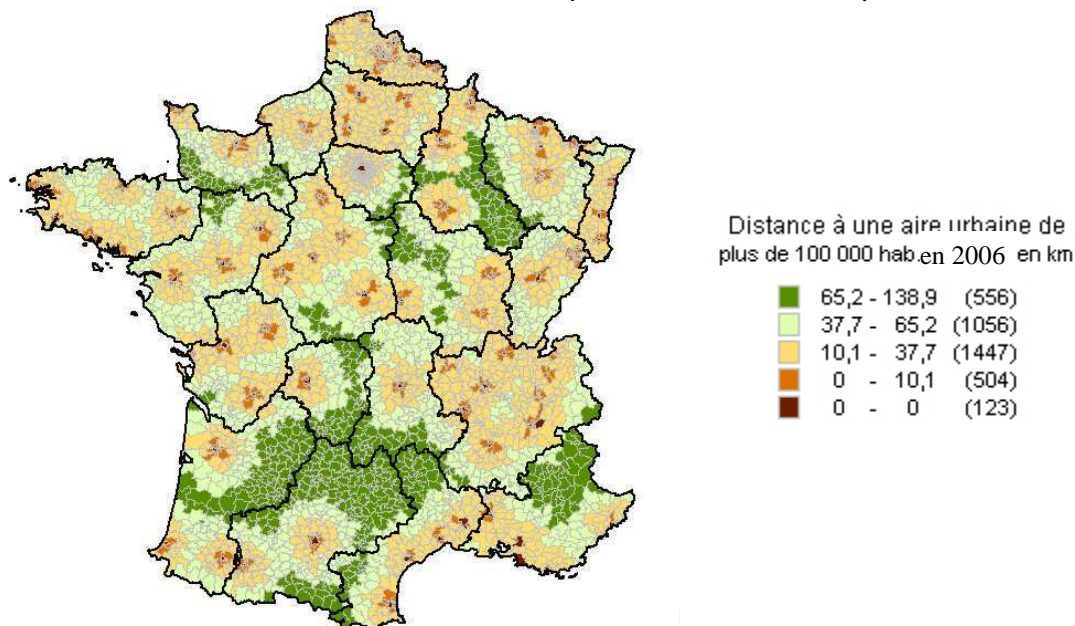 Distance à une aire urbaine de
plus de 100 000 hab.en 2006 en km
65,2 - 138,9 (556)
37,7 - 65,2 (1056)
10,1 - 37,7 (1447)
0 - 10,1 (504)
0 - 0 (123)